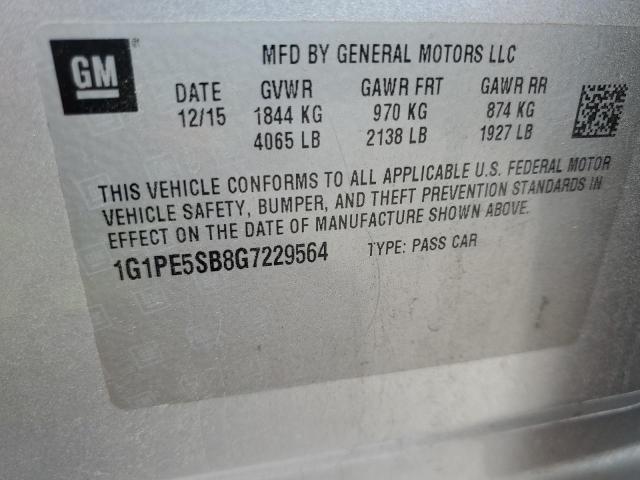 GM
MFD BY GENERAL MOTORS LLC
DATE GVWR GAWR FRT GAWR RR
12/15 1844 KG 970 KG 874 KG
4065 LB 2138 LB 1927 LB
THIS VEHICLE CONFORMS TO ALL APPLICABLE U.S. FEDERAL MOTOR
VEHICLE SAFETY, BUMPER, AND THEFT PREVENTION STANDARDS IN
EFFECT ON THE DATE OF MANUFACTURE SHOWN ABOVE.
1G1PE5SB8G7229564 TYPE: PASS CAR